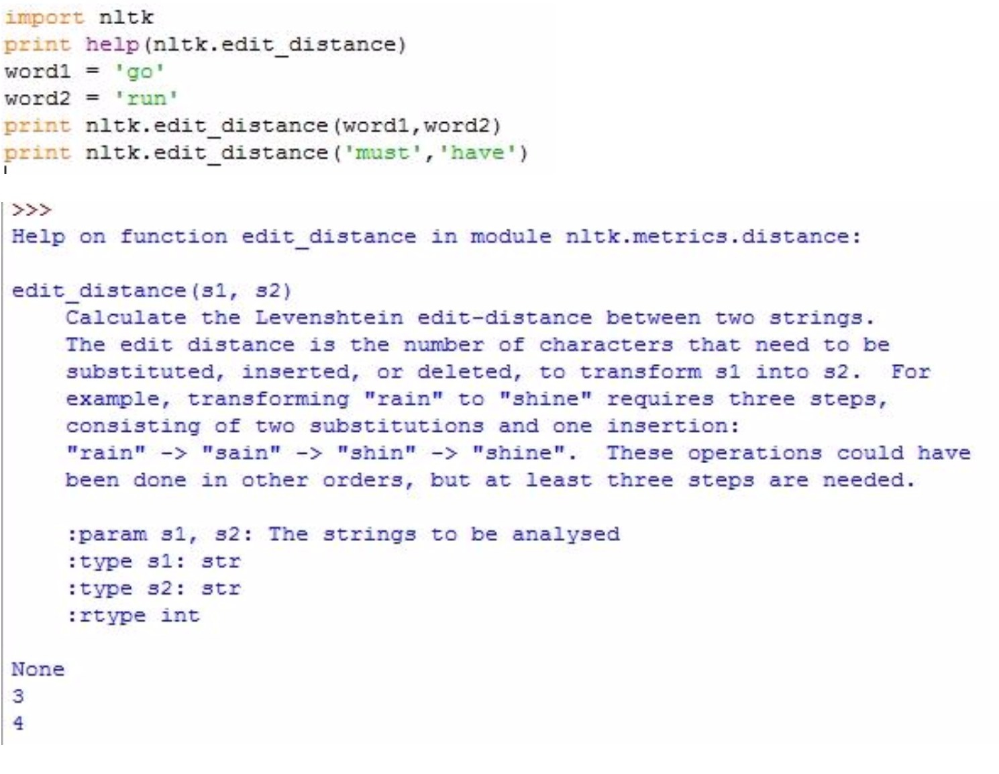 import nltk
print help(nltk.edit_distance)
word1 = 'go'
word2 = 'run'
print nltk.edit_distance(word1,word2)
print nltk.edit_distance('must','have')
>>>
Help on function edit_distance in module nltk.metrics.distance:
edit_distance(s1, s2)
Calculate the Levenshtein edit-distance between two strings.
The edit distance is the number of characters that need to be
substituted, inserted, or deleted, to transform s1 into s2.  For
example, transforming "rain" to "shine" requires three steps,
consisting of two substitutions and one insertion:
"rain" -> "sain" -> "shin" -> "shine".  These operations could have
been done in other orders, but at least three steps are needed.
:param s1, s2: The strings to be analysed
:type s1: str
:type s2: str
:rtype int
None
3
4